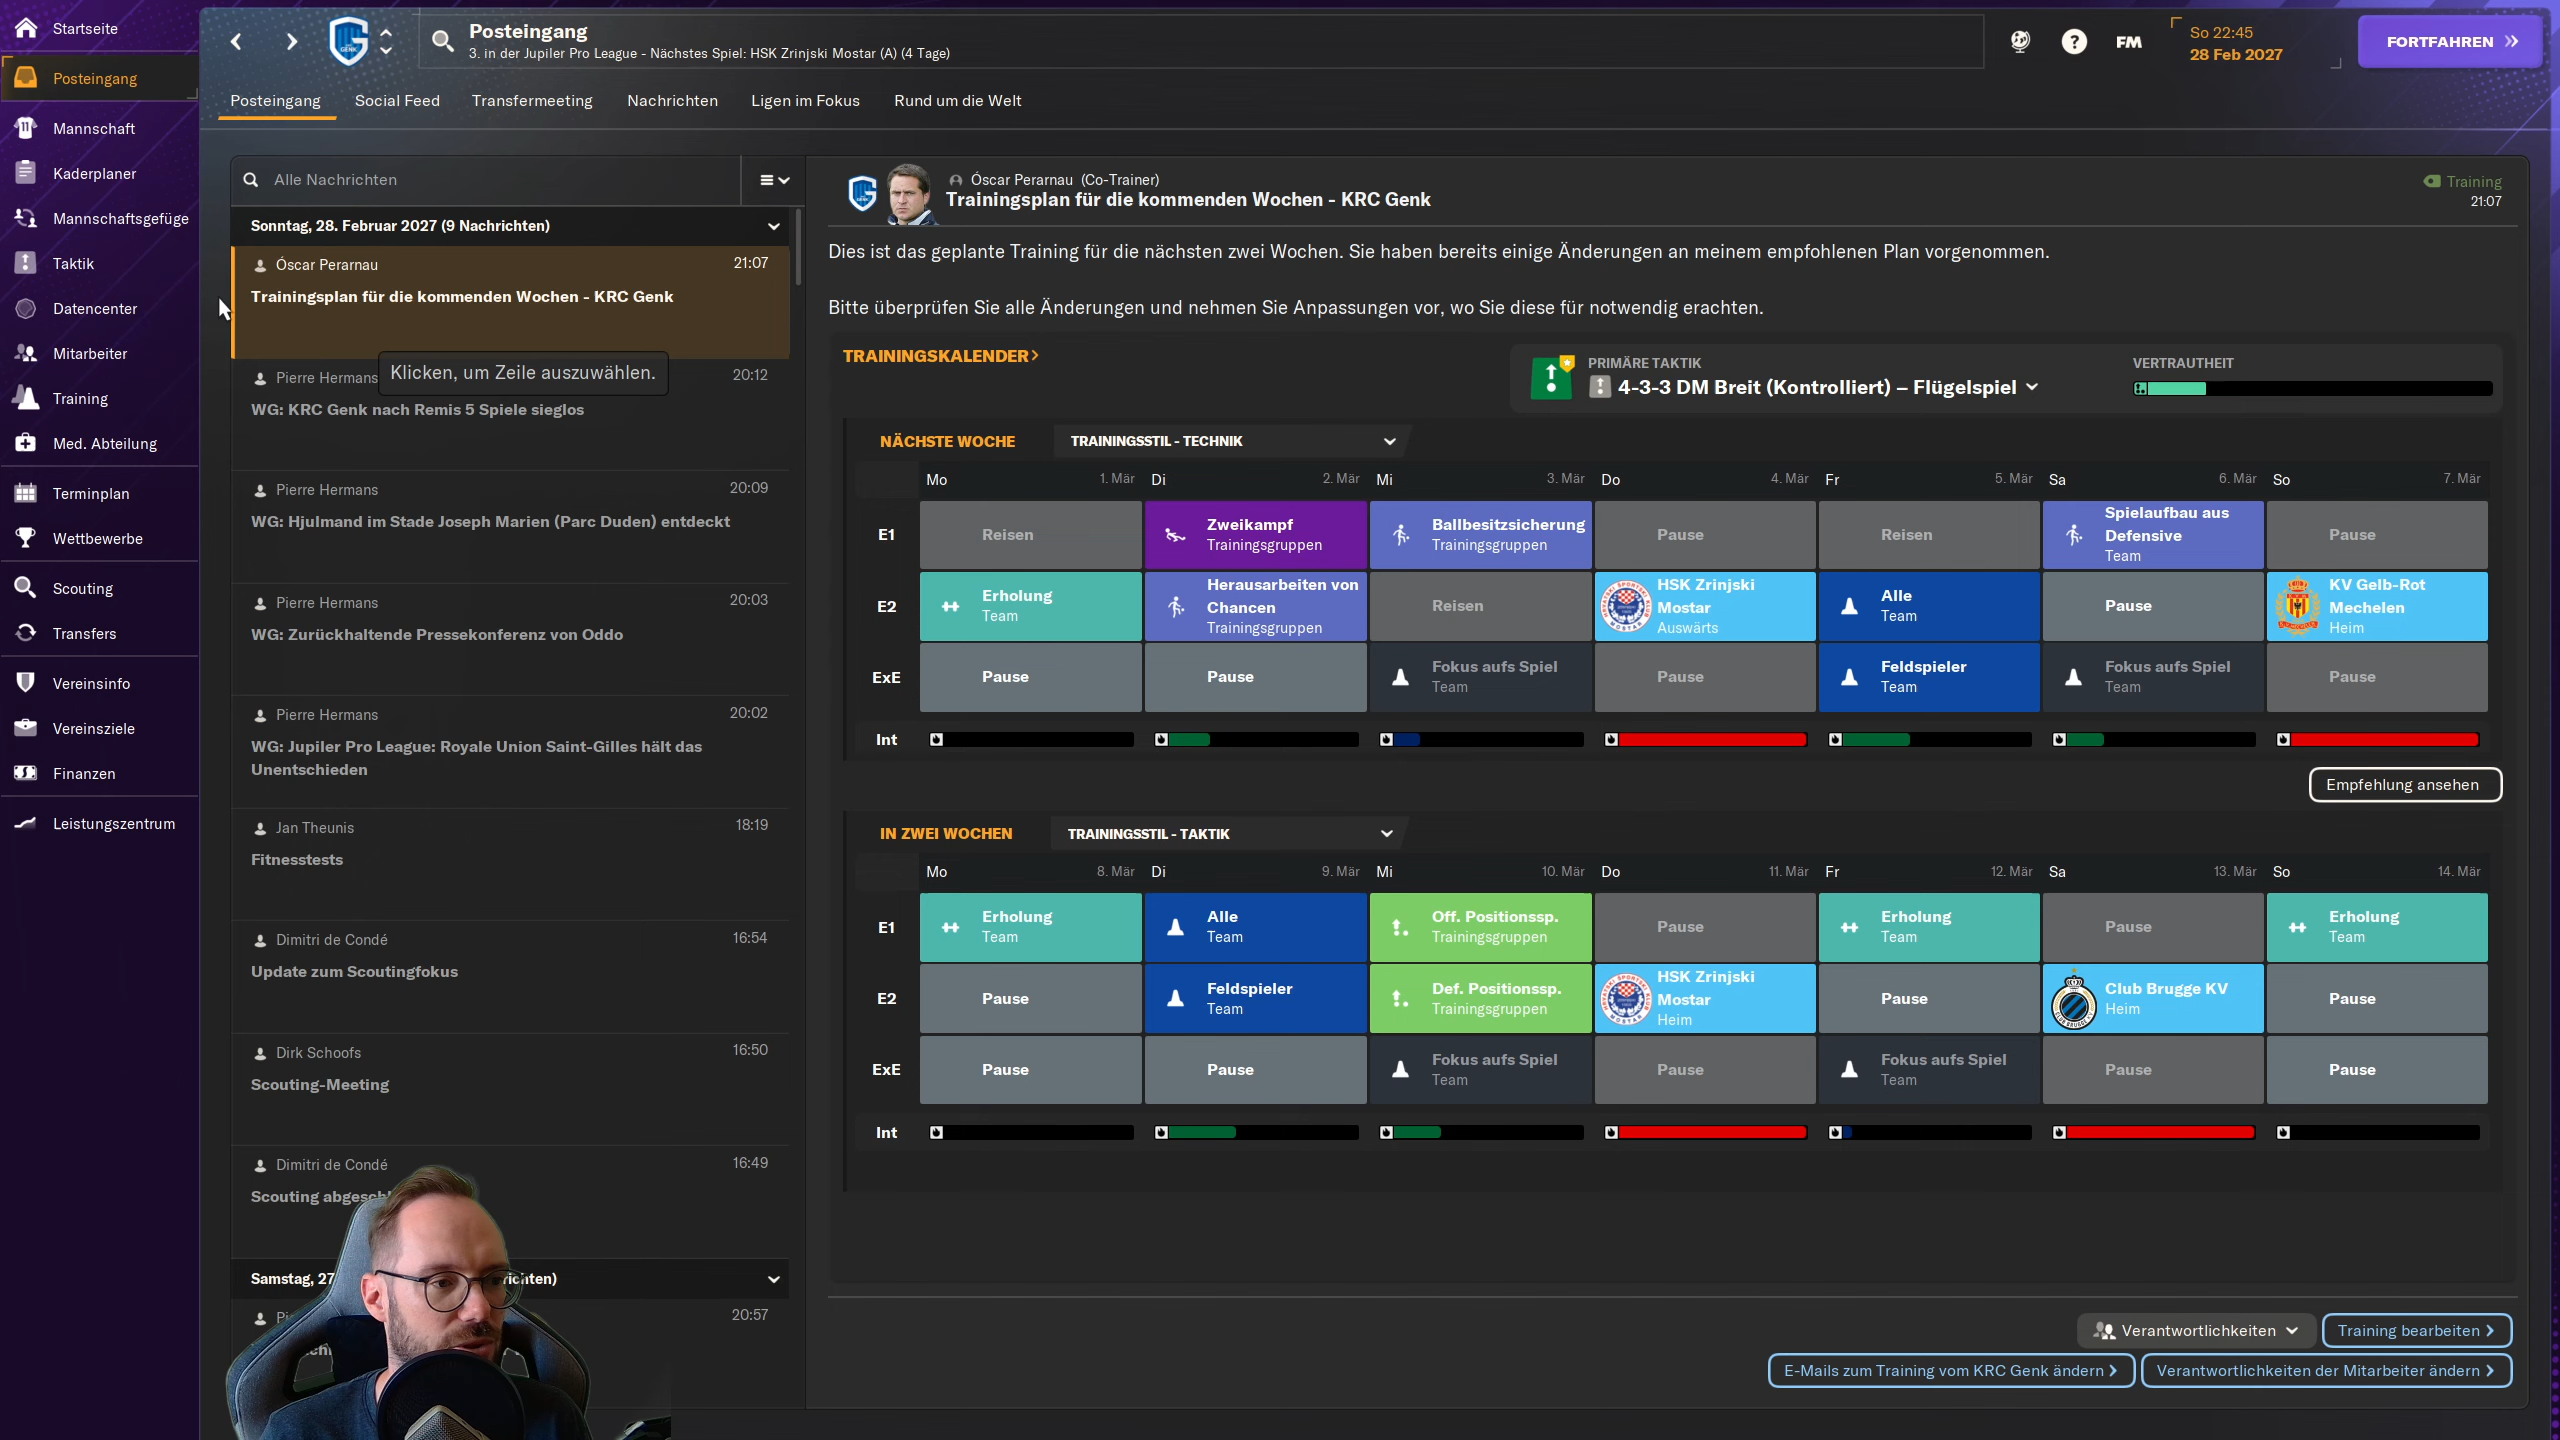 Startseite
Posteingang
Mannschaft
Kaderplaner
Mannschaftsgefüge
Taktik
Datencenter
Mitarbeiter
Training
Med. Abteilung
Terminplan
Wettbewerbe
Scouting
Transfers
Vereinsinfo
Vereinsziele
Finanzen
Leistungszentrum
Posteingang
3. in der Jupiler Pro League - Nächstes Spiel: HSK Zrinjski Mostar (A) (4 Tage)
FM
So 22:45
28 Feb 2027
FORTFAHREN
Posteingang Social Feed Transfermeeting Nachrichten Ligen im Fokus Rund um die Welt
Alle Nachrichten
Sonntag, 28. Februar 2027 (9 Nachrichten)
Óscar Perarnau 21:07
Trainingsplan für die kommenden Wochen - KRC Genk
Klicken, um Zeile auszuwählen.
Pierre Hermans 20:12
WG: KRC Genk nach Remis 5 Spiele sieglos
Pierre Hermans 20:09
WG: Hjulmand im Stade Joseph Marien (Parc Duden) entdeckt
Pierre Hermans 20:03
WG: Zurückhaltende Pressekonferenz von Oddo
Pierre Hermans 20:02
WG: Jupiler Pro League: Royale Union Saint-Gilles hält das
Unentschieden
Jan Theunis 18:19
Fitnesstests
Dimitri de Condé 16:54
Update zum Scoutingfokus
Dirk Schoofs 16:50
Scouting-Meeting
Dimitri de Condé 16:49
Scouting
Samstag, 27
20:57
Óscar Perarnau (Co-Trainer)
Trainingsplan für die kommenden Wochen - KRC Genk
Training
21:07
Dies ist das geplante Training für die nächsten zwei Wochen. Sie haben bereits einige Änderungen an meinem empfohlenen Plan vorgenommen.
Bitte überprüfen Sie alle Änderungen und nehmen Sie Anpassungen vor, wo Sie diese für notwendig erachten.
TRAININGSKALENDER
PRIMÄRE TAKTIK
4-3-3 DM Breit (Kontrolliert) – Flügelspiel
VERTRAUTHEIT
NÄCHSTE WOCHE TRAININGSSTIL - TECHNIK
Mo 1. Mär Di 2. Mär Mi 3. Mär Do 4. Mär Fr 5. Mär Sa 6. Mär So 7. Mär
E1
Reisen
Zweikampf
Trainingsgruppen
Ballbesitzsicherung
Trainingsgruppen
Pause
Reisen
Spielaufbau aus
Defensive
Team
Pause
E2
Erholung
Team
Herausarbeiten von
Chancen
Trainingsgruppen
Reisen
HSK Zrinjski
Mostar
Auswärts
Alle
Team
Pause
KV Gelb-Rot
Mechelen
Heim
ExE
Pause
Pause
Fokus aufs Spiel
Team
Pause
Feldspieler
Team
Fokus aufs Spiel
Team
Pause
Int
Empfehlung ansehen
IN ZWEI WOCHEN TRAININGSSTIL - TAKTIK
Mo 8. Mär Di 9. Mär Mi 10. Mär Do 11. Mär Fr 12. Mär Sa 13. Mär So 14. Mär
E1
Erholung
Team
Alle
Team
Off. Positionssp.
Trainingsgruppen
Pause
Erholung
Team
Pause
Erholung
Team
E2
Pause
Feldspieler
Team
Def. Positionssp.
Trainingsgruppen
HSK Zrinjski
Mostar
Heim
Pause
Club Brugge KV
Heim
Pause
ExE
Pause
Pause
Fokus aufs Spiel
Team
Pause
Fokus aufs Spiel
Team
Pause
Pause
Int
Verantwortlichkeiten
Training bearbeiten
E-Mails zum Training vom KRC Genk ändern
Verantwortlichkeiten der Mitarbeiter ändern